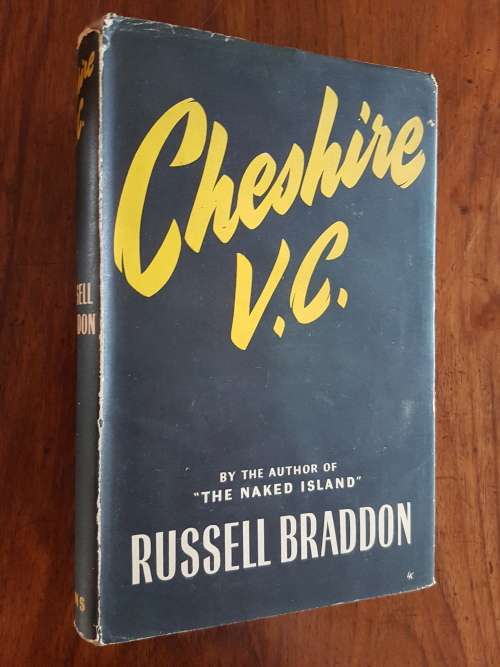 Cheshire
V.C.
BY THE AUTHOR OF
"THE NAKED ISLAND"
RUSSELL BRADDON